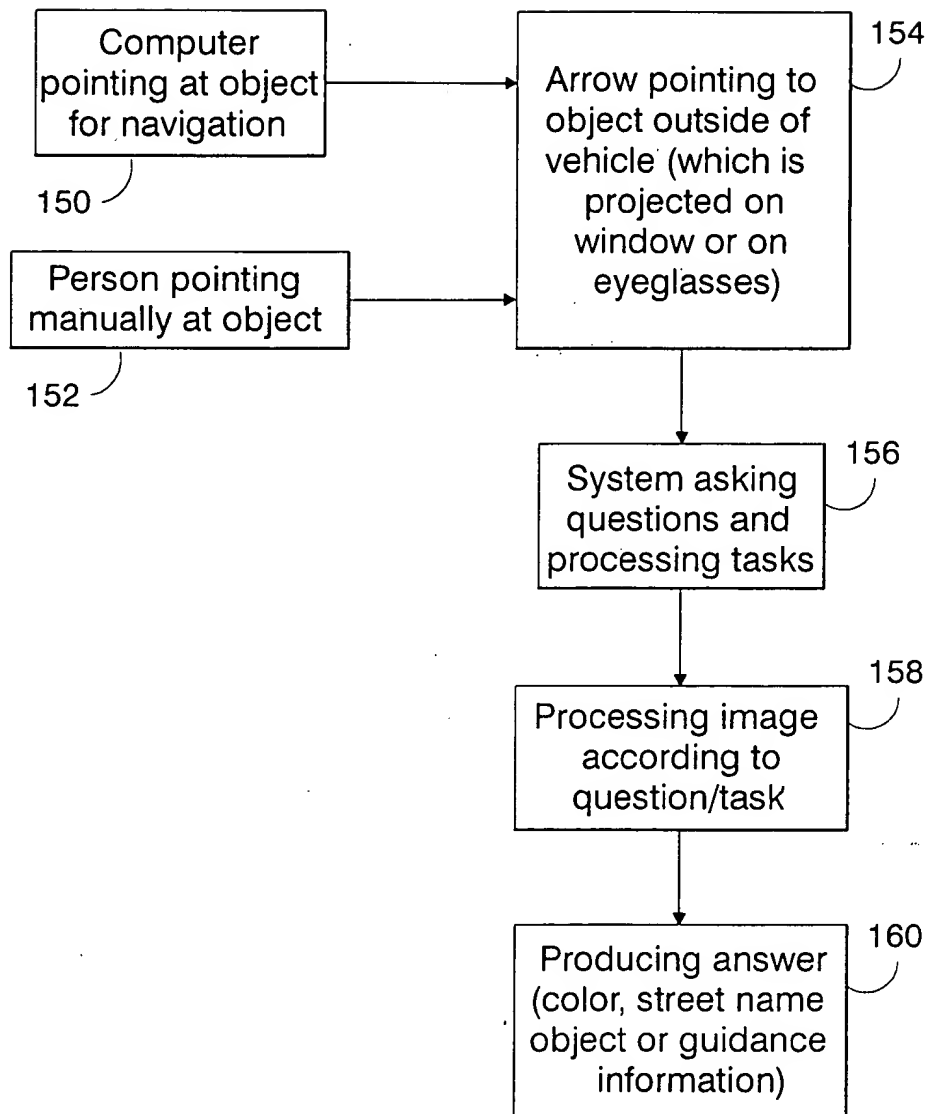 Computer
pointing at object
for navigation
150
Person pointing
manually at object
152
154
Arrow pointing to
object outside of
vehicle (which is
projected on
window or on
eyeglasses)
156
System asking
questions and
processing tasks
158
Processing image
according to
question/task
160
Producing answer
(color, street name
object or guidance
information)